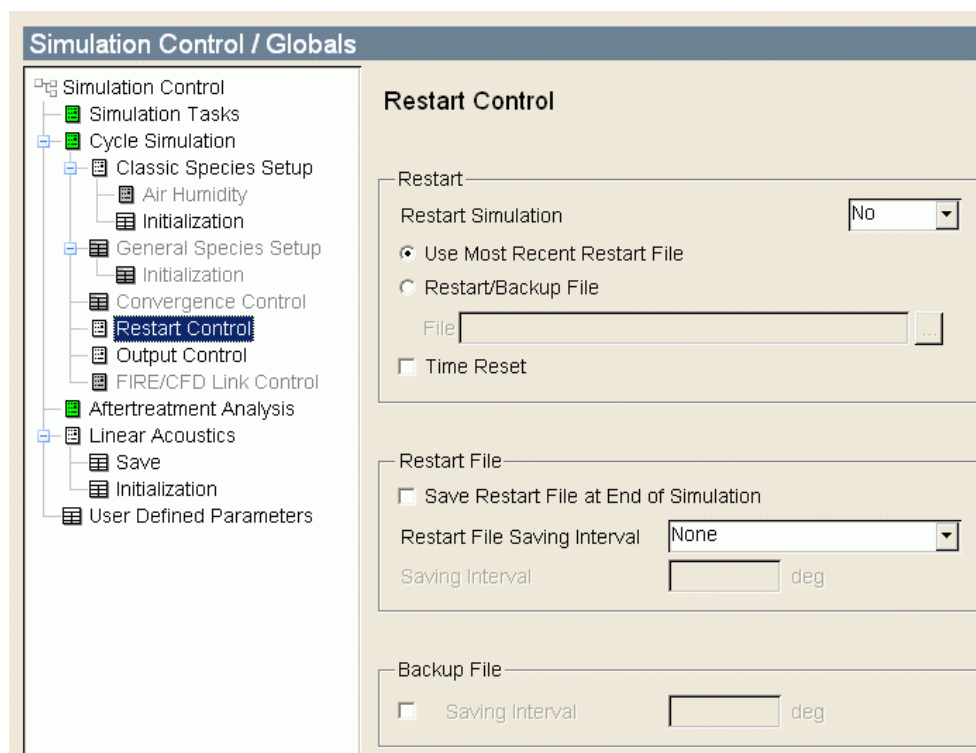 Simulation Control / Globals
Simulation Control
Simulation Tasks
Cycle Simulation
Classic Species Setup
Air Humidity
Initialization
General Species Setup
Initialization
Convergence Control
Restart Control
Output Control
FIRE/CFD Link Control
Aftertreatment Analysis
Linear Acoustics
Save
Initialization
User Defined Parameters
Restart Control
Restart
Restart Simulation No
Use Most Recent Restart File
Restart/Backup File
File ...
Time Reset
Restart File
Save Restart File at End of Simulation
Restart File Saving Interval None
Saving Interval deg
Backup File
Saving Interval deg